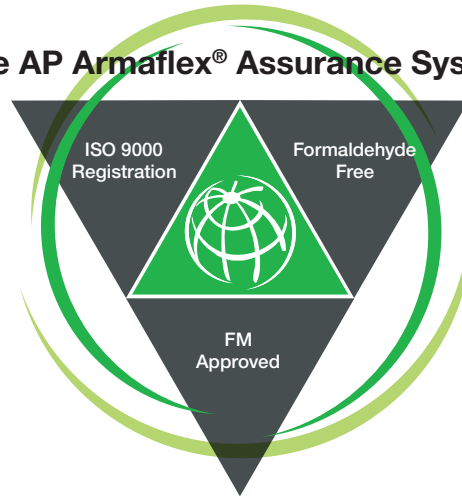 e AP Armaflex® Assurance Sys
ISO 9000
Registration
Formaldehyde
Free
FM
Approved